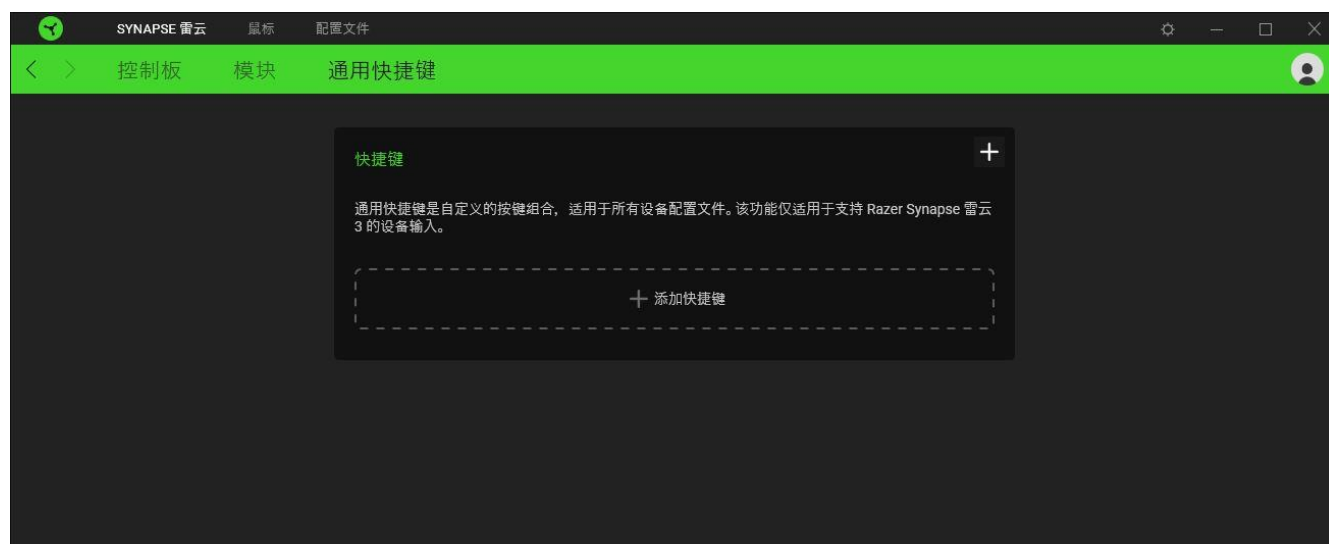 SYNAPSE 雷云 鼠标 配置文件
控制板 模块 通用快捷键
快捷键
通用快捷键是自定义的按键组合，适用于所有设备配置文件。该功能仅适用于支持 Razer Synapse 雷云
3 的设备输入。
添加快捷键